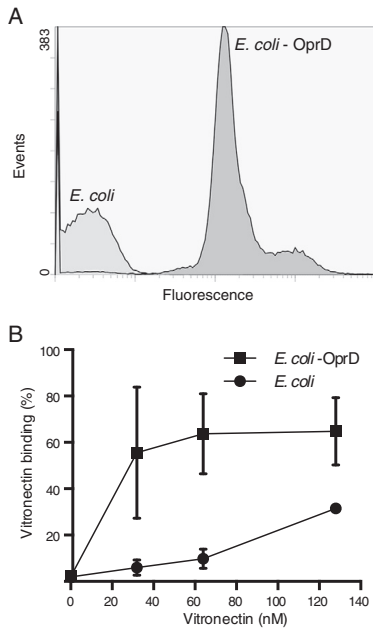 A
383
E. coli - OprD
Events
E. coli
0
Fluorescence
B
100
E. coli -OprD
E. coli
80
60
40
20
Vitronectin binding (%)
0 20 40 60 80 100 120 140
Vitronectin (nM)